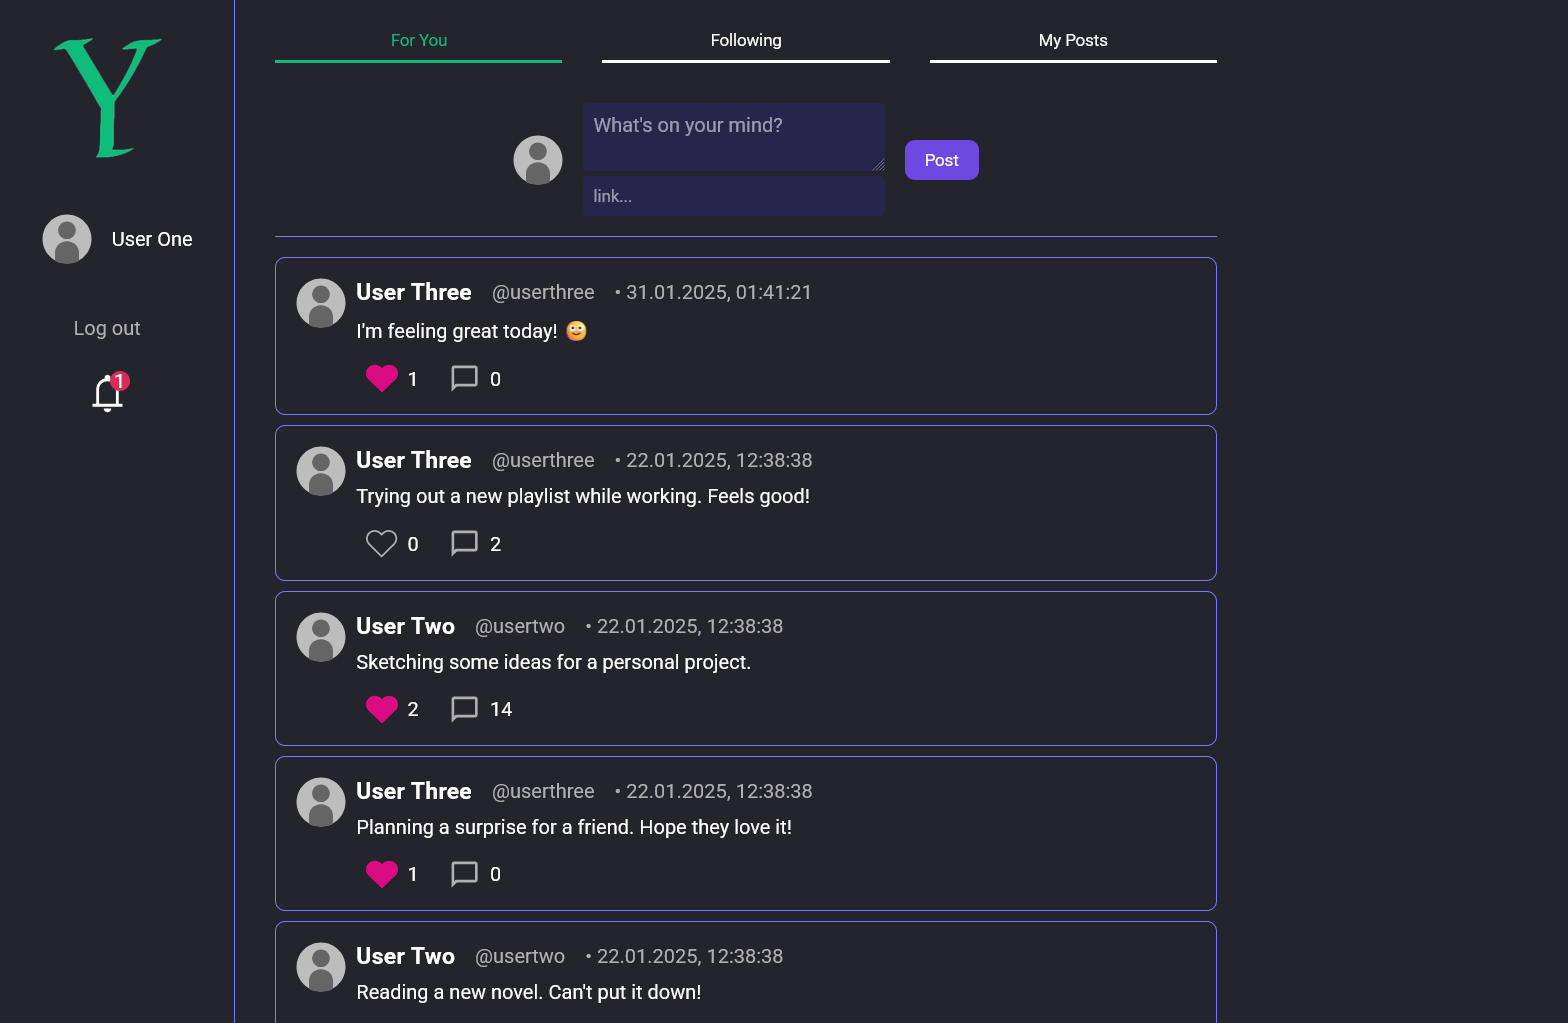 Y
User One
Log out
1
For You
Following
My Posts
What's on your mind?
link...
Post
User Three @userthree • 31.01.2025, 01:41:21
I'm feeling great today! 😳
1 0
User Three @userthree • 22.01.2025, 12:38:38
Trying out a new playlist while working. Feels good!
0 2
User Two @usertwo • 22.01.2025, 12:38:38
Sketching some ideas for a personal project.
2 14
User Three @userthree • 22.01.2025, 12:38:38
Planning a surprise for a friend. Hope they love it!
1 0
User Two @usertwo • 22.01.2025, 12:38:38
Reading a new novel. Can't put it down!